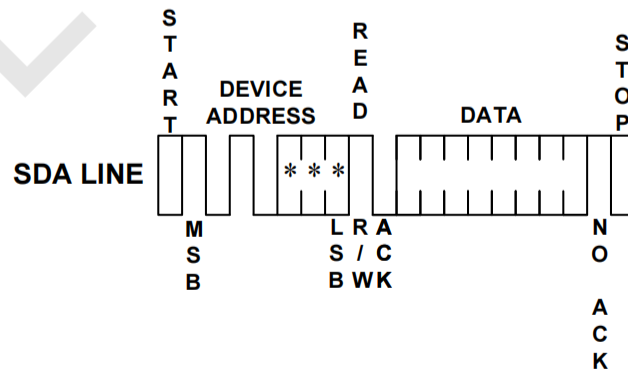 START
READ
STOP
DEVICE
ADDRESS
DATA
SDA LINE
* * *
MSB
LSB
R/W
ACK
NO ACK